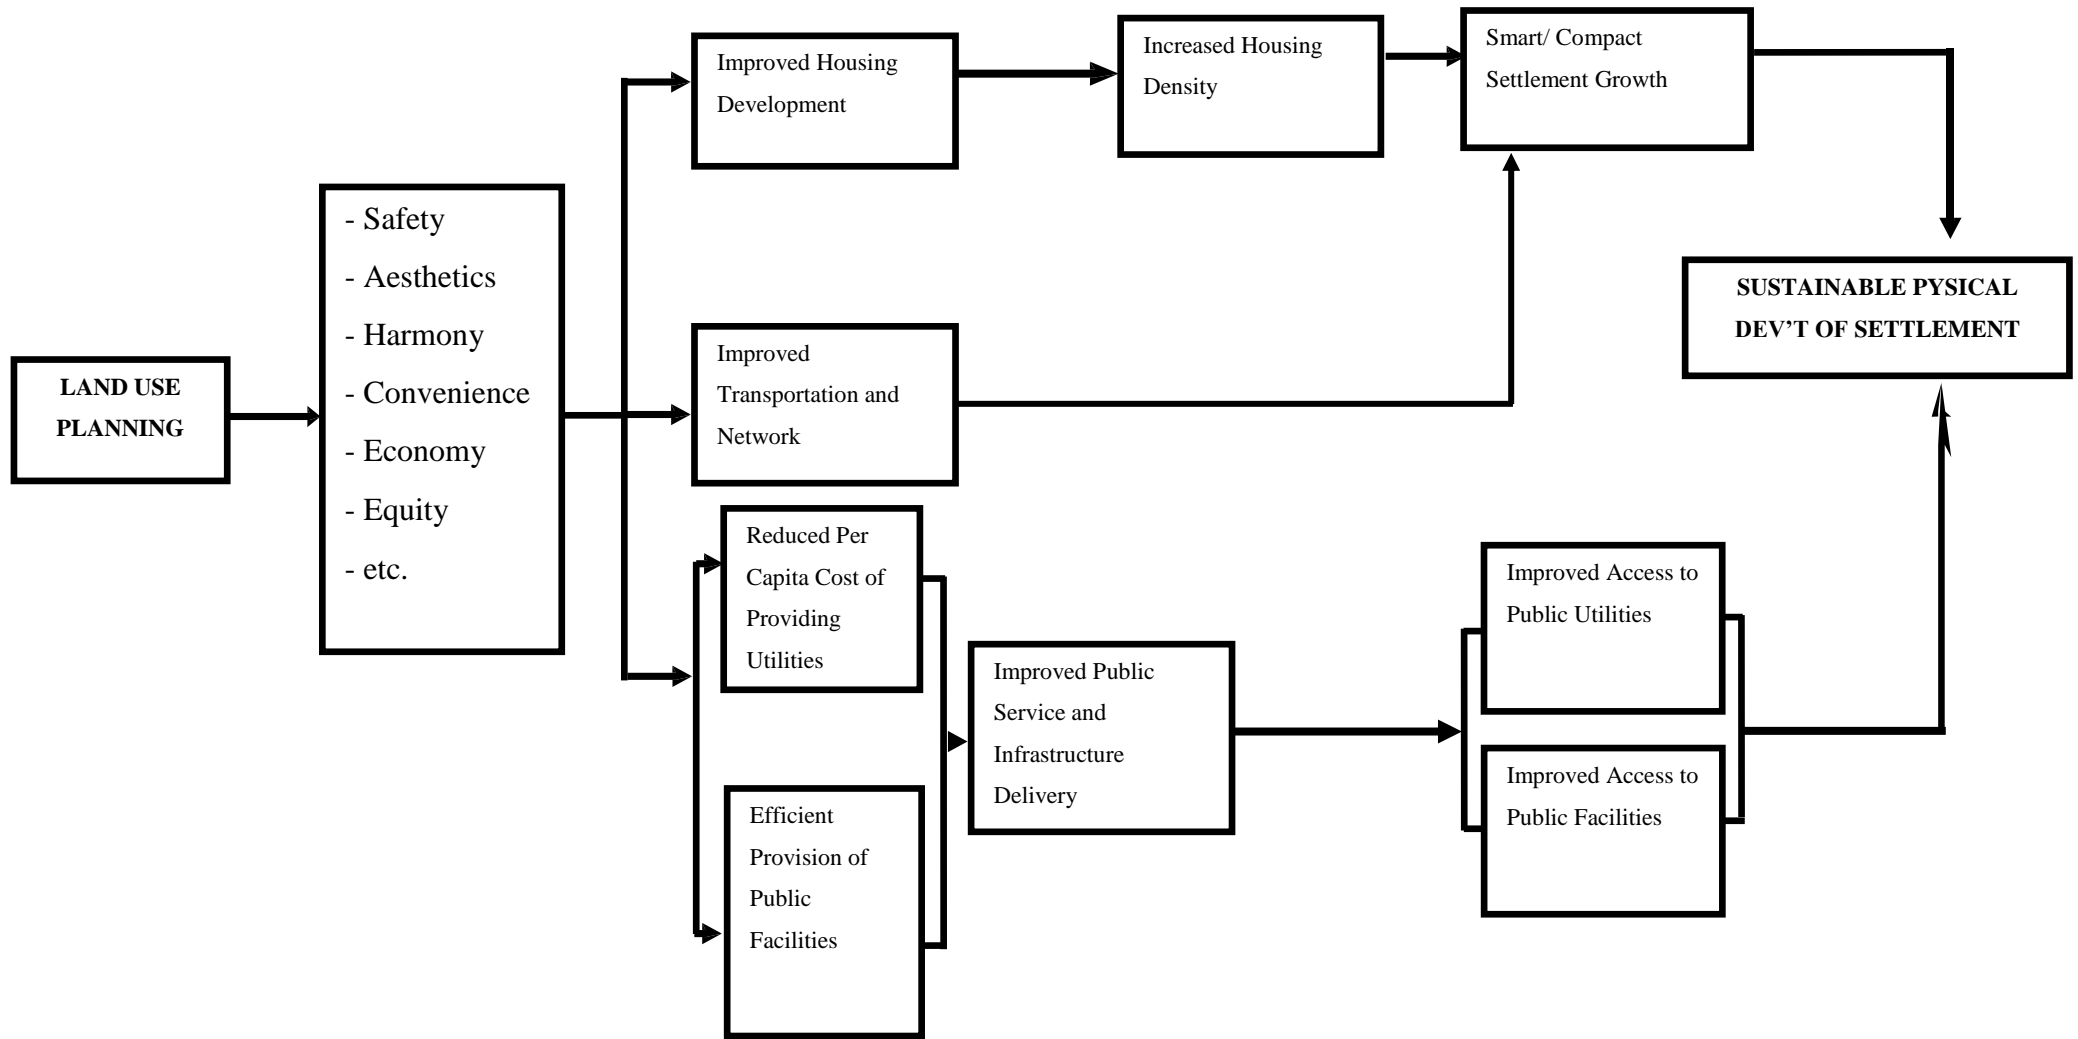 LAND USE
PLANNING
- Safety
- Aesthetics
- Harmony
- Convenience
- Economy
- Equity
- etc.
Improved Housing
Development
Increased Housing
Density
Smart/ Compact
Settlement Growth
Improved
Transportation and
Network
Reduced Per
Capita Cost of
Providing
Utilities
Efficient
Provision of
Public
Facilities
Improved Public
Service and
Infrastructure
Delivery
Improved Access to
Public Utilities
Improved Access to
Public Facilities
SUSTAINABLE PYSICAL
DEV’T OF SETTLEMENT